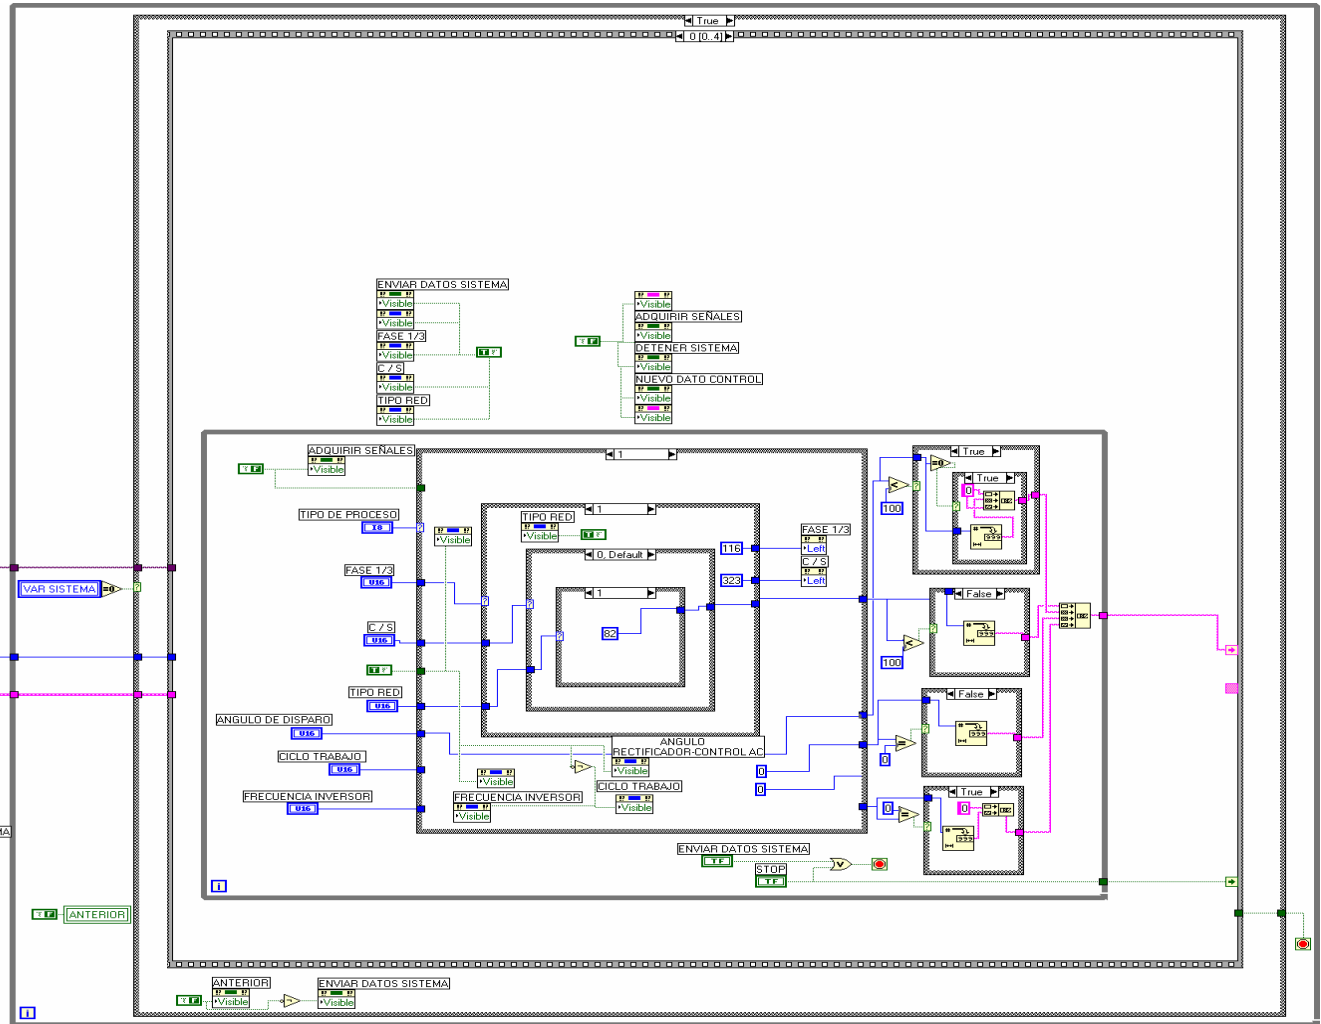 True
0 [0..4]
ENVIAR DATOS SISTEMA
Visible
Visible
FASE 1/3
Visible
C / S
Visible
TIPO RED
Visible
T
F
Visible
ADQUIRIR SEÑALES
Visible
DETENER SISTEMA
Visible
NUEVO DATO CONTROL
Visible
Visible
ADQUIRIR SEÑALES
Visible
F
TIPO DE PROCESO
I8
FASE 1/3
U16
C / S
U16
T
TIPO RED
U16
ANGULO DE DISPARO
U16
CICLO TRABAJO
U16
FRECUENCIA INVERSOR
U16
1
Visible
1
TIPO RED
Visible
T
0, Default
1
82
116
323
FASE 1/3
Left
C / S
Left
ANGULO
RECTIFICADOR-CONTROL AC
Visible
CICLO TRABAJO
Visible
Visible
FRECUENCIA INVERSOR
Visible
0
0
True
=0
True
0
<
100
False
<
100
False
=
0
True
0
0
=
ENVIAR DATOS SISTEMA
TF
STOP
TF
V
i
VAR SISTEMA
=0
MA
F
ANTERIOR
ANTERIOR
F
Visible
ENVIAR DATOS SISTEMA
Visible
i